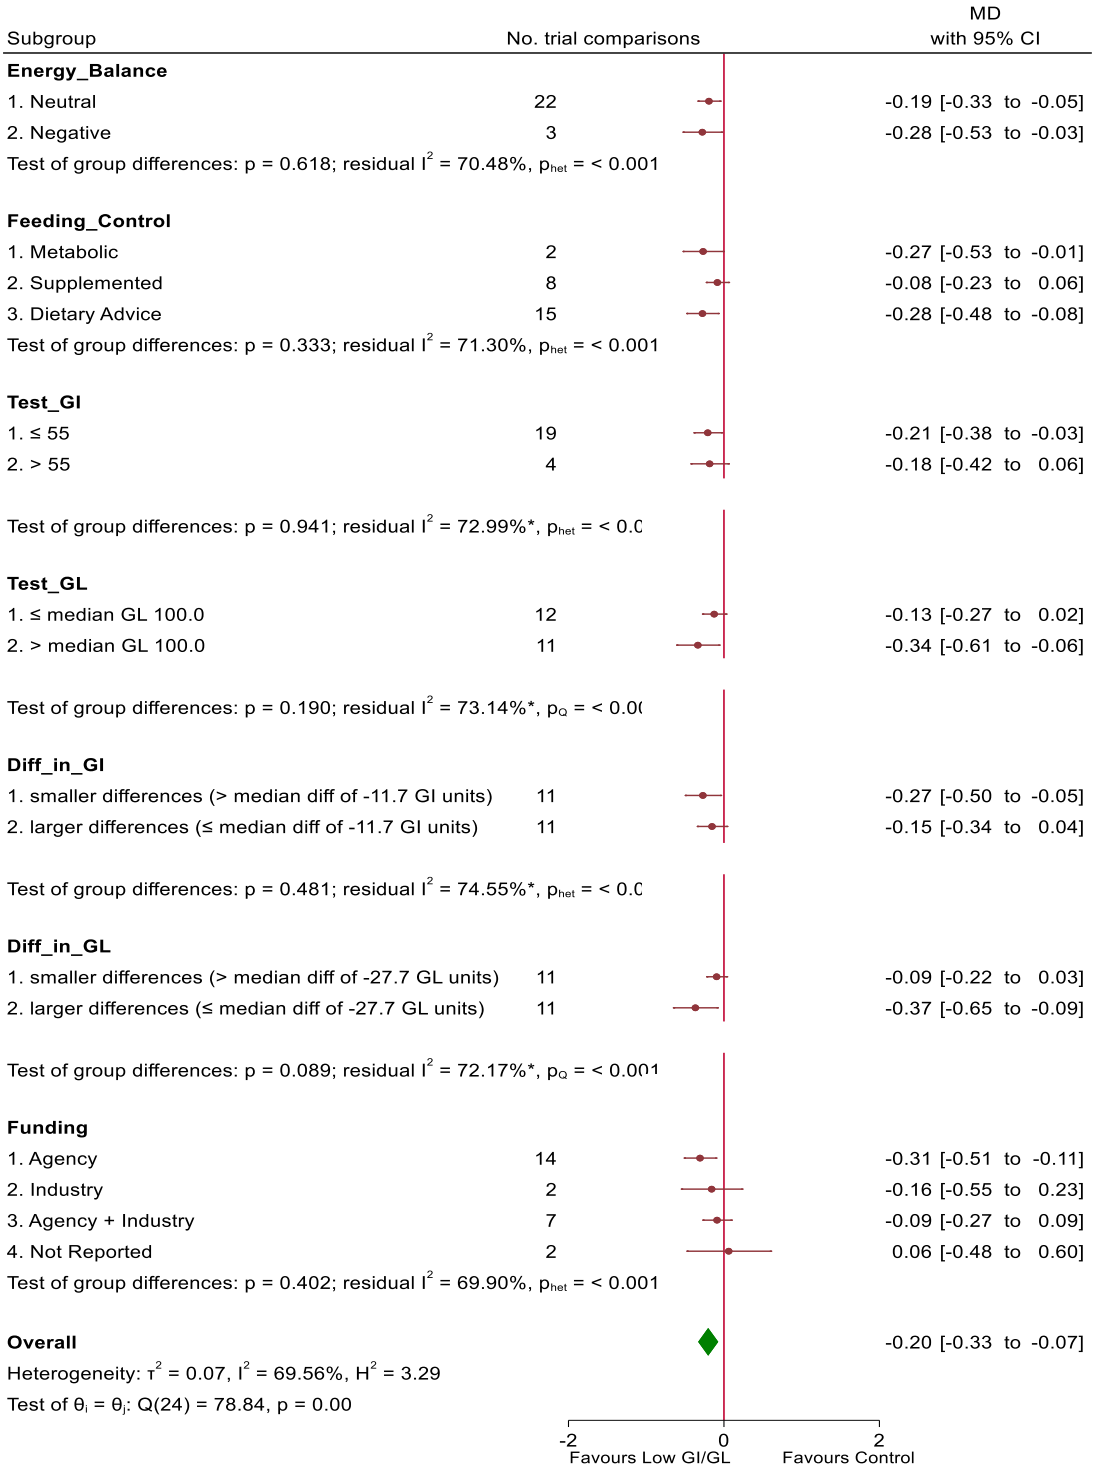 MD
Subgroup No. trial comparisons with 95% CI
Energy_Balance
1. Neutral 22 -0.19 [-0.33 to -0.05]
2. Negative 3 -0.28 [-0.53 to -0.03]
Test of group differences: p = 0.618; residual I² = 70.48%, pₕₑₜ = < 0.001
Feeding_Control
1. Metabolic 2 -0.27 [-0.53 to -0.01]
2. Supplemented 8 -0.08 [-0.23 to 0.06]
3. Dietary Advice 15 -0.28 [-0.48 to -0.08]
Test of group differences: p = 0.333; residual I² = 71.30%, pₕₑₜ = < 0.001
Test_GI
1. ≤ 55 19 -0.21 [-0.38 to -0.03]
2. > 55 4 -0.18 [-0.42 to 0.06]
Test of group differences: p = 0.941; residual I² = 72.99%*, pₕₑₜ = < 0.0
Test_GL
1. ≤ median GL 100.0 12 -0.13 [-0.27 to 0.02]
2. > median GL 100.0 11 -0.34 [-0.61 to -0.06]
Test of group differences: p = 0.190; residual I² = 73.14%*, p_Q = < 0.00
Diff_in_GI
1. smaller differences (> median diff of -11.7 GI units) 11 -0.27 [-0.50 to -0.05]
2. larger differences (≤ median diff of -11.7 GI units) 11 -0.15 [-0.34 to 0.04]
Test of group differences: p = 0.481; residual I² = 74.55%*, pₕₑₜ = < 0.0
Diff_in_GL
1. smaller differences (> median diff of -27.7 GL units) 11 -0.09 [-0.22 to 0.03]
2. larger differences (≤ median diff of -27.7 GL units) 11 -0.37 [-0.65 to -0.09]
Test of group differences: p = 0.089; residual I² = 72.17%*, p_Q = < 0.001
Funding
1. Agency 14 -0.31 [-0.51 to -0.11]
2. Industry 2 -0.16 [-0.55 to 0.23]
3. Agency + Industry 7 -0.09 [-0.27 to 0.09]
4. Not Reported 2 0.06 [-0.48 to 0.60]
Test of group differences: p = 0.402; residual I² = 69.90%, pₕₑₜ = < 0.001
Overall -0.20 [-0.33 to -0.07]
Heterogeneity: τ² = 0.07, I² = 69.56%, H² = 3.29
Test of θᵢ = θⱼ: Q(24) = 78.84, p = 0.00
-2 0 2
Favours Low GI/GL Favours Control